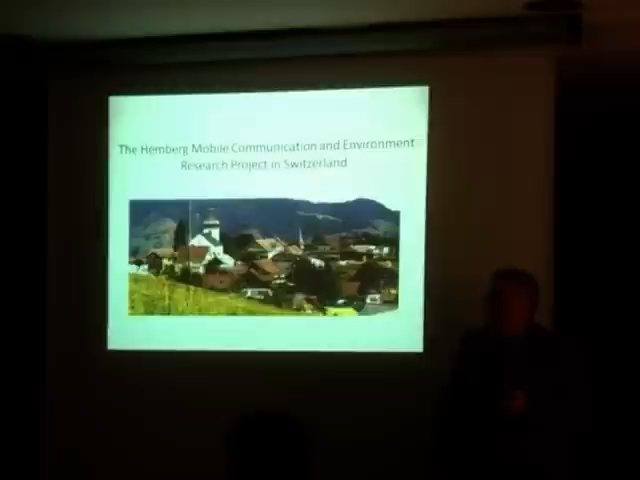 The Hemberg Mobile Communication and Environment
Research Project in Switzerland